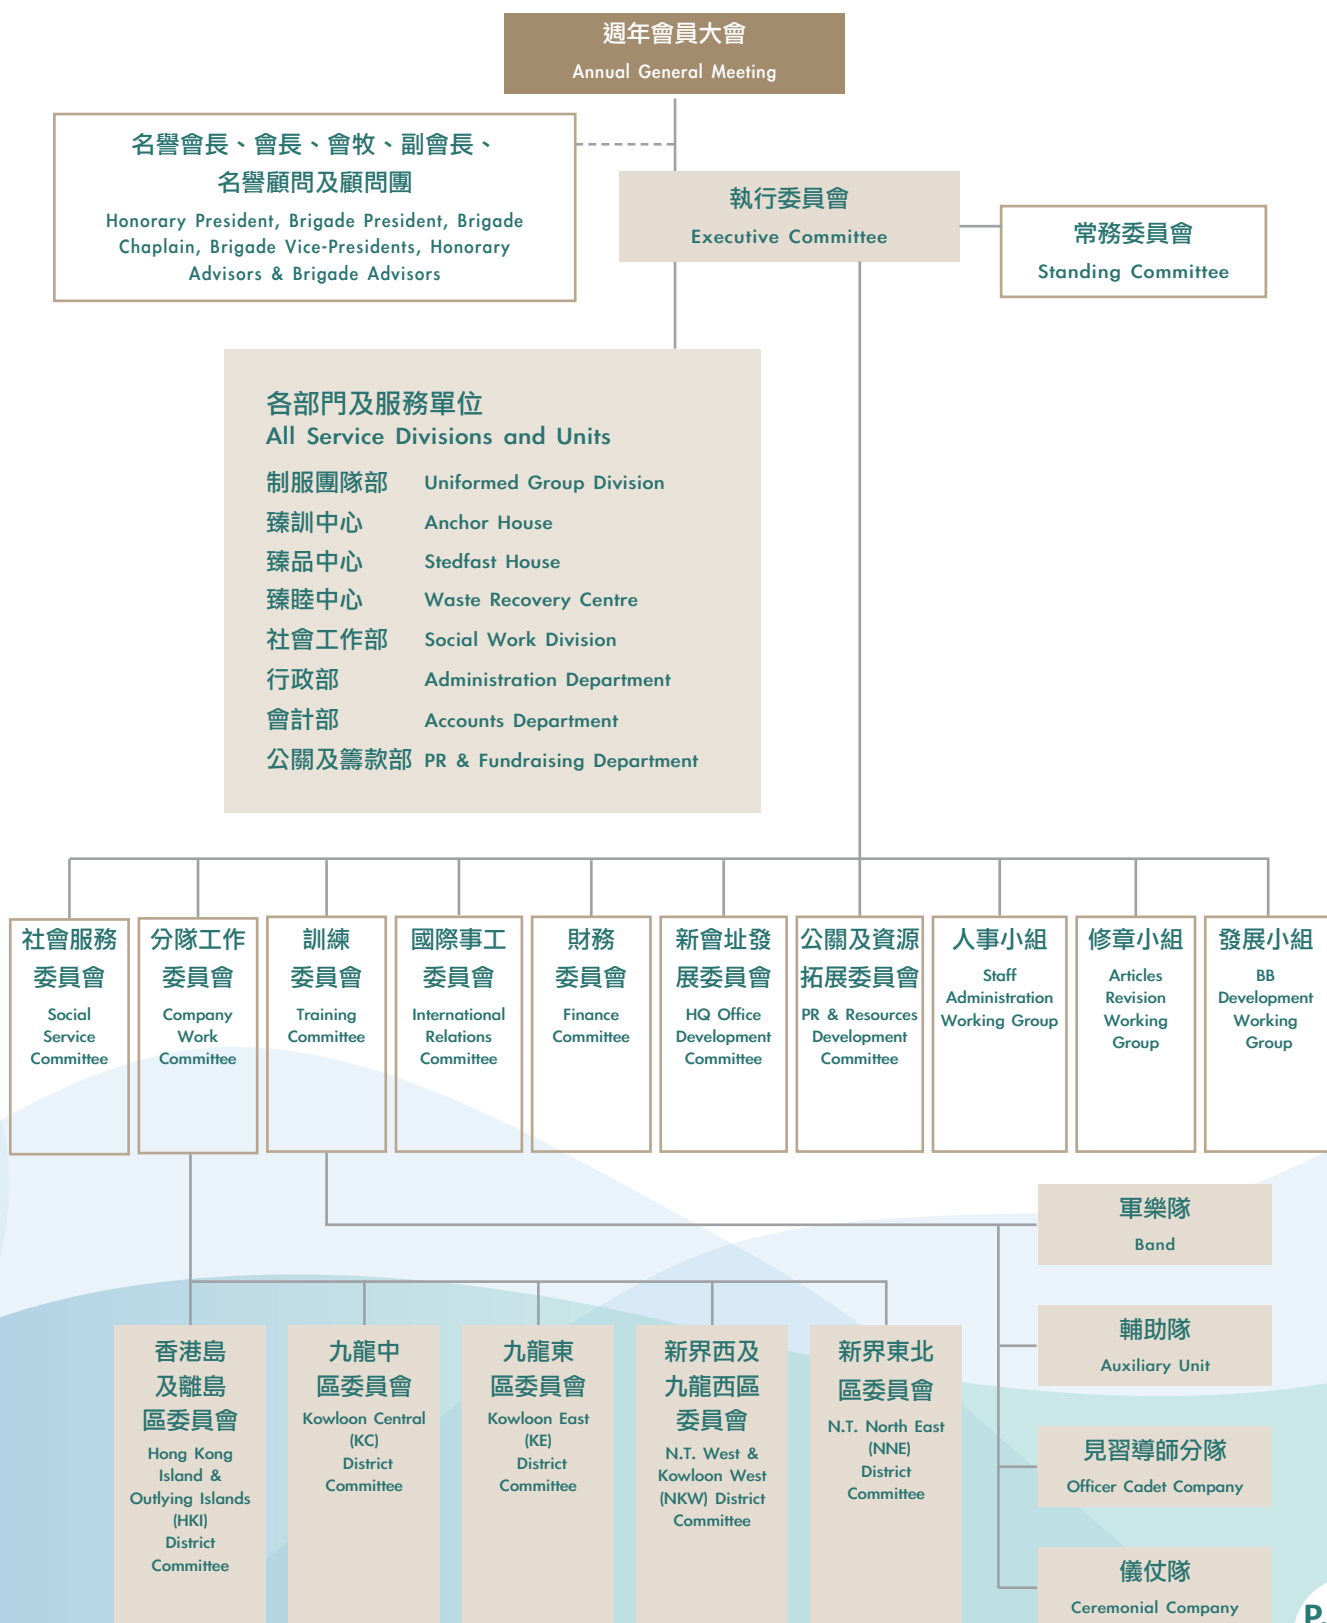 週年會員大會
Annual General Meeting
名譽會長、會長、會牧、副會長、
名譽顧問及顧問團
Honorary President, Brigade President, Brigade
Chaplain, Brigade Vice-Presidents, Honorary
Advisors & Brigade Advisors
執行委員會
Executive Committee
常務委員會
Standing Committee
各部門及服務單位
All Service Divisions and Units
制服團隊部 Uniformed Group Division
臻訓中心 Anchor House
臻品中心 Stedfast House
臻睦中心 Waste Recovery Centre
社會工作部 Social Work Division
行政部 Administration Department
會計部 Accounts Department
公關及籌款部 PR & Fundraising Department
社會服務
委員會
Social
Service
Committee
分隊工作
委員會
Company
Work
Committee
訓練
委員會
Training
Committee
國際事工
委員會
International
Relations
Committee
財務
委員會
Finance
Committee
新會址發
展委員會
HQ Office
Development
Committee
公關及資源
拓展委員會
PR & Resources
Development
Committee
人事小組
Staff
Administration
Working Group
修章小組
Articles
Revision
Working
Group
發展小組
BB
Development
Working
Group
軍樂隊
Band
輔助隊
Auxiliary Unit
見習導師分隊
Officer Cadet Company
儀仗隊
Ceremonial Company
香港島
及離島
區委員會
Hong Kong
Island &
Outlying Islands
(HKI)
District
Committee
九龍中
區委員會
Kowloon Central
(KC)
District
Committee
九龍東
區委員會
Kowloon East
(KE)
District
Committee
新界西及
九龍西區
委員會
N.T. West &
Kowloon West
(NKW) District
Committee
新界東北
區委員會
N.T. North East
(NNE)
District
Committee